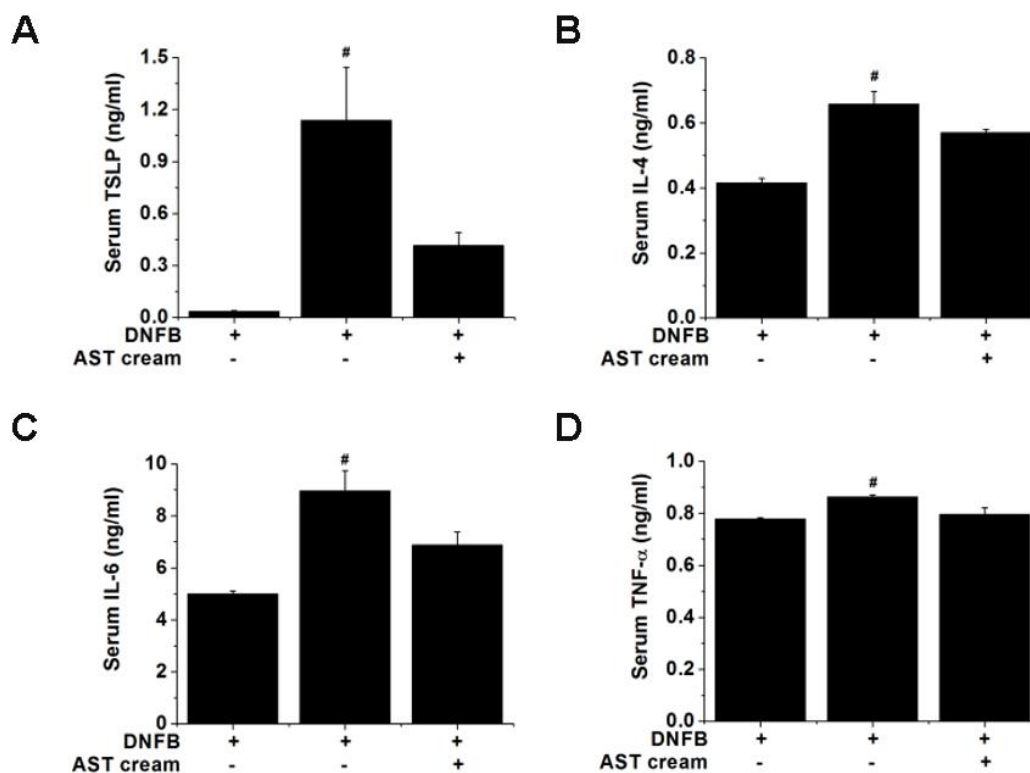 A
Serum TSLP (ng/ml)
1.5
1.2
0.9
0.6
0.3
0.0
#
DNFB + + +
AST cream - - +
B
Serum IL-4 (ng/ml)
0.8
0.6
0.4
0.2
0.0
#
DNFB + + +
AST cream - - +
C
Serum IL-6 (ng/ml)
10
8
6
4
2
0
#
DNFB + + +
AST cream - - +
D
Serum TNF-α (ng/ml)
1.0
0.8
0.6
0.4
0.2
0.0
#
DNFB + + +
AST cream - - +